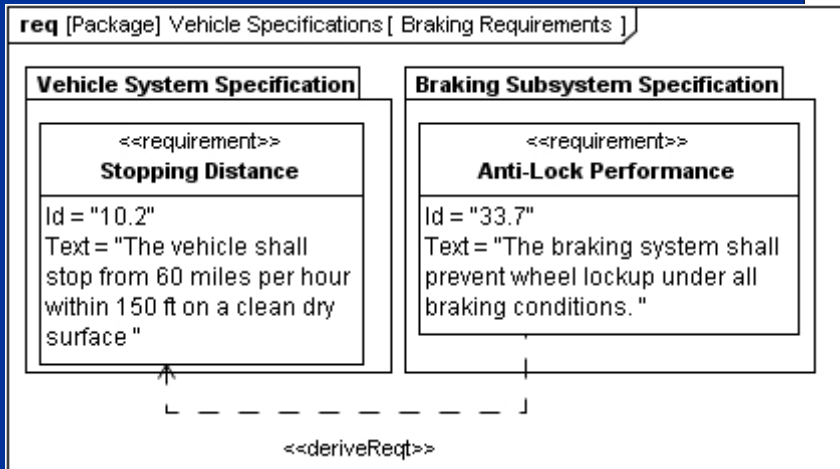 req [Package] Vehicle Specifications [ Braking Requirements ]
Vehicle System Specification
<<requirement>>
Stopping Distance
Id = "10.2"
Text = "The vehicle shall
stop from 60 miles per hour
within 150 ft on a clean dry
surface "
Braking Subsystem Specification
<<requirement>>
Anti-Lock Performance
Id = "33.7"
Text = "The braking system shall
prevent wheel lockup under all
braking conditions. "
<<deriveReqt>>